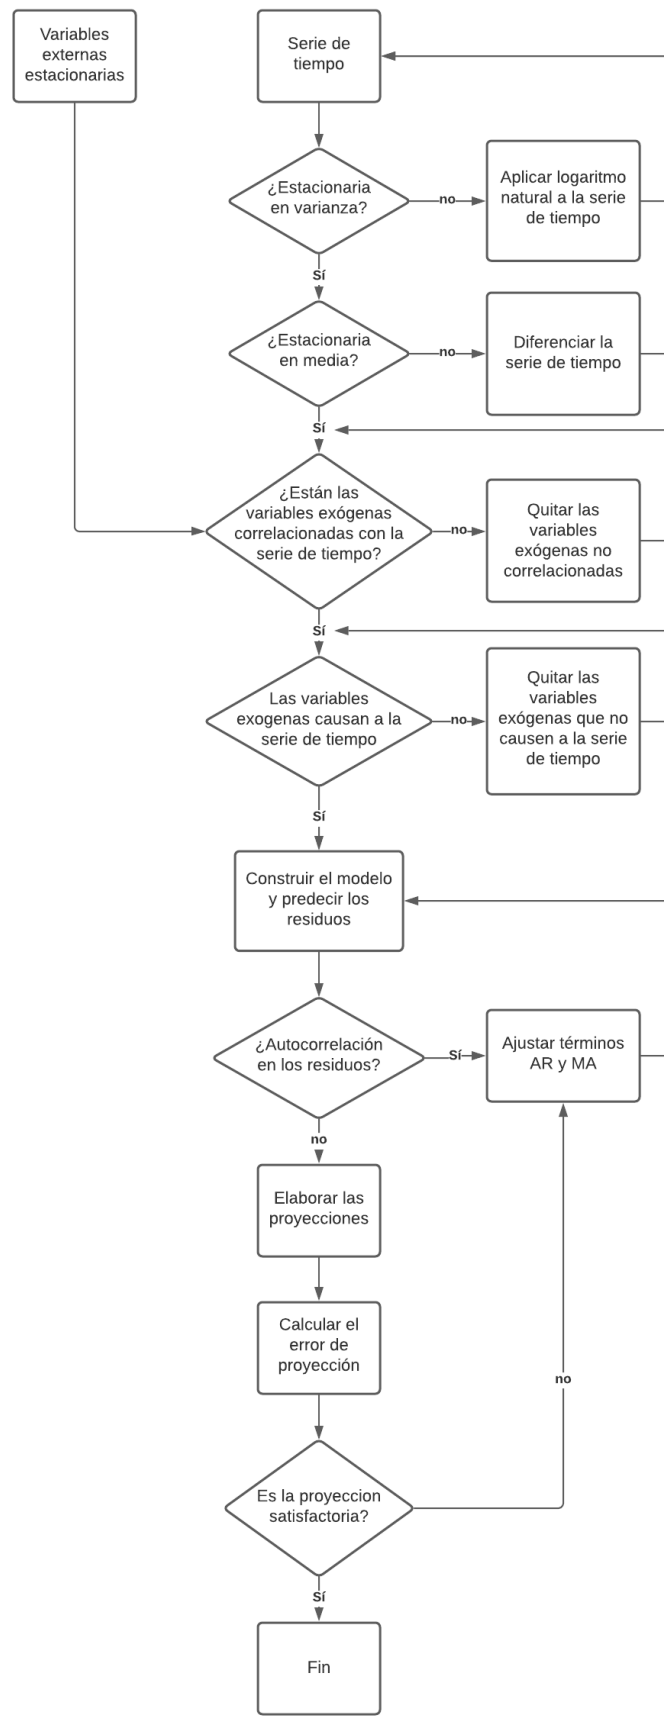 Variables
externas
estacionarias
Serie de
tiempo
¿Estacionaria
en varianza?
no
Aplicar logaritmo
natural a la serie
de tiempo
Sí
¿Estacionaria
en media?
no
Diferenciar la
serie de tiempo
Sí
¿Están las
variables exógenas
correlacionadas con la
serie de tiempo?
no
Quitar las
variables
exógenas no
correlacionadas
Sí
Las variables
exogenas causan a la
serie de tiempo
no
Quitar las
variables
exógenas que no
causen a la serie
de tiempo
Sí
Construir el modelo
y predecir los
residuos
¿Autocorrelación
en los residuos?
Sí
Ajustar términos
AR y MA
no
Elaborar las
proyecciones
Calcular el
error de
proyección
no
Es la proyeccion
satisfactoria?
Sí
Fin